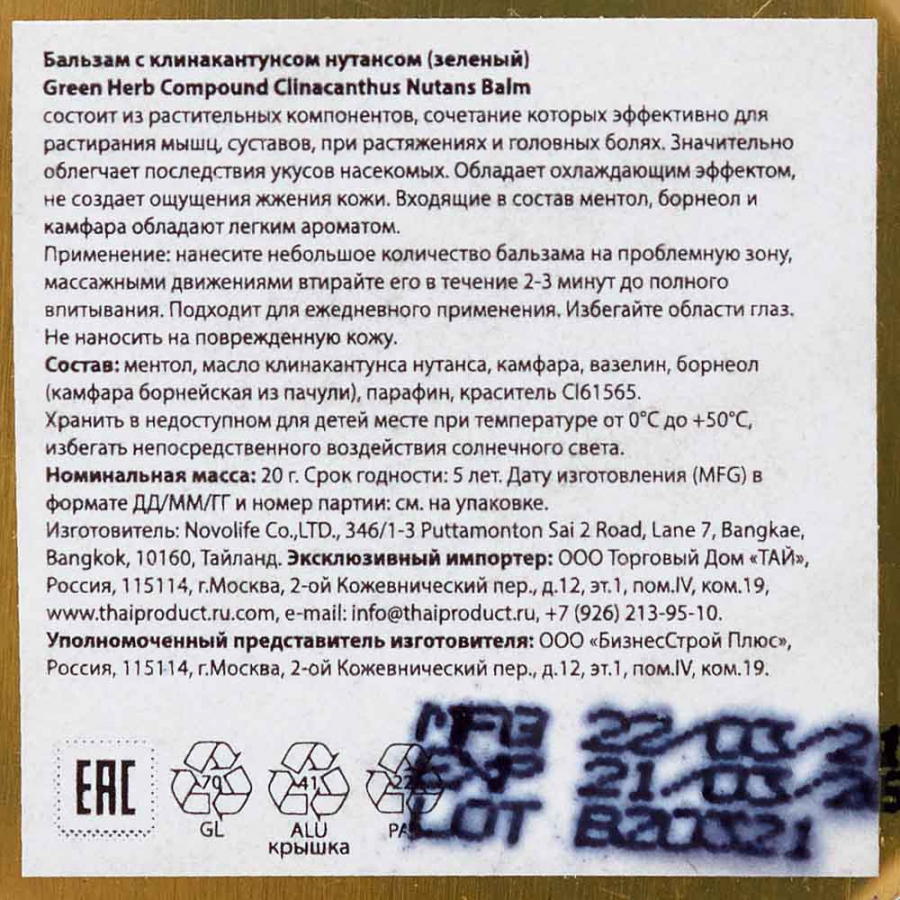 Бальзам с клинакантунсом нутансом (зеленый)
Green Herb Compound Clinacanthus Nutans Balm
состоит из растительных компонентов, сочетание которых эффективно для
растирания мышц, суставов, при растяжениях и головных болях. Значительно
облегчает последствия укусов насекомых. Обладает охлаждающим эффектом,
не создает ощущения жжения кожи. Входящие в состав ментол, борнеол и
камфара обладают легким ароматом.
Применение: нанесите небольшое количество бальзама на проблемную зону,
массажными движениями втирайте его в течение 2-3 минут до полного
впитывания. Подходит для ежедневного применения. Избегайте области глаз.
Не наносить на поврежденную кожу.
Состав: ментол, масло клинакантунса нутанса, камфара, вазелин, борнеол
(камфара борнейская из пачули), парафин, краситель CI61565.
Хранить в недоступном для детей месте при температуре от 0°С до +50°С,
избегать непосредственного воздействия солнечного света.
Номинальная масса: 20 г. Срок годности: 5 лет. Дату изготовления (MFG) в
формате ДД/ММ/ГГ и номер партии: см. на упаковке.
Изготовитель: Novolife Co.,LTD., 346/1-3 Puttamonton Sai 2 Road, Lane 7, Bangkae,
Bangkok, 10160, Тайланд. Эксклюзивный импортер: ООО Торговый Дом «ТАЙ»,
Россия, 115114, г.Москва, 2-ой Кожевнический пер., д.12, эт.1, пом.IV, ком.19,
www.thaiproduct.ru.com, e-mail: info@thaiproduct.ru, +7 (926) 213-95-10.
Уполномоченный представитель изготовителя: ООО «БизнесСтрой Плюс»,
Россия, 115114, г.Москва, 2-ой Кожевнический пер., д.12, эт.1, пом.IV, ком.19.
MFG 22/03/21
EXP 21/03/
LOT B20321
EAC 70 41 22
GL ALU
крышка